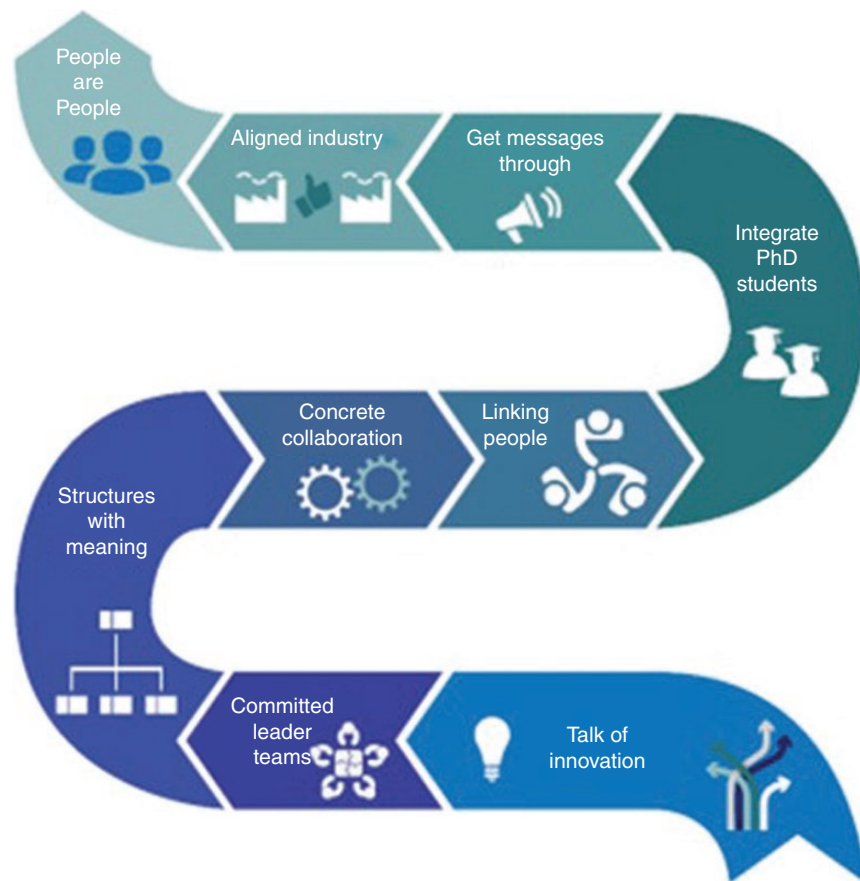 People
are
People
Aligned industry
Get messages
through
Integrate
PhD
students
Concrete
collaboration
Linking
people
Structures
with
meaning
Committed
leader
teams
Talk of
innovation